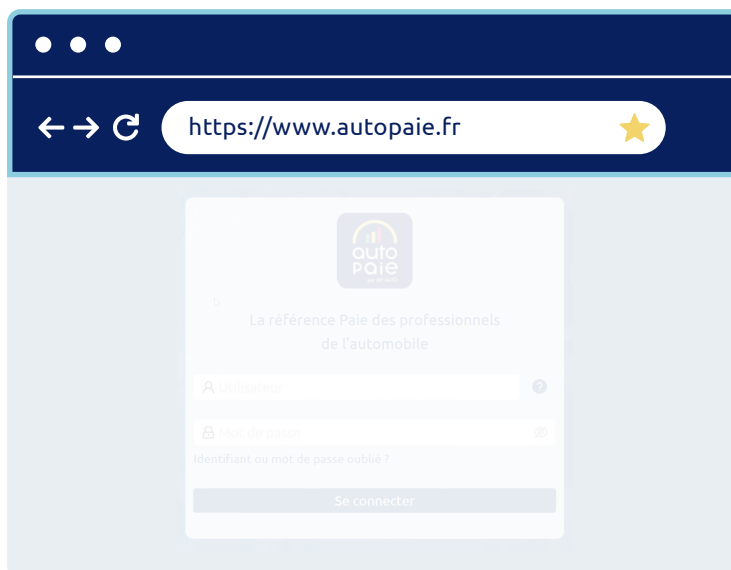 https://www.autopaie.fr
auto
paie
La référence Paie des professionnels
de l'automobile
Utilisateur
?
Mot de passe
Identifiant ou mot de passe oublié ?
Se connecter